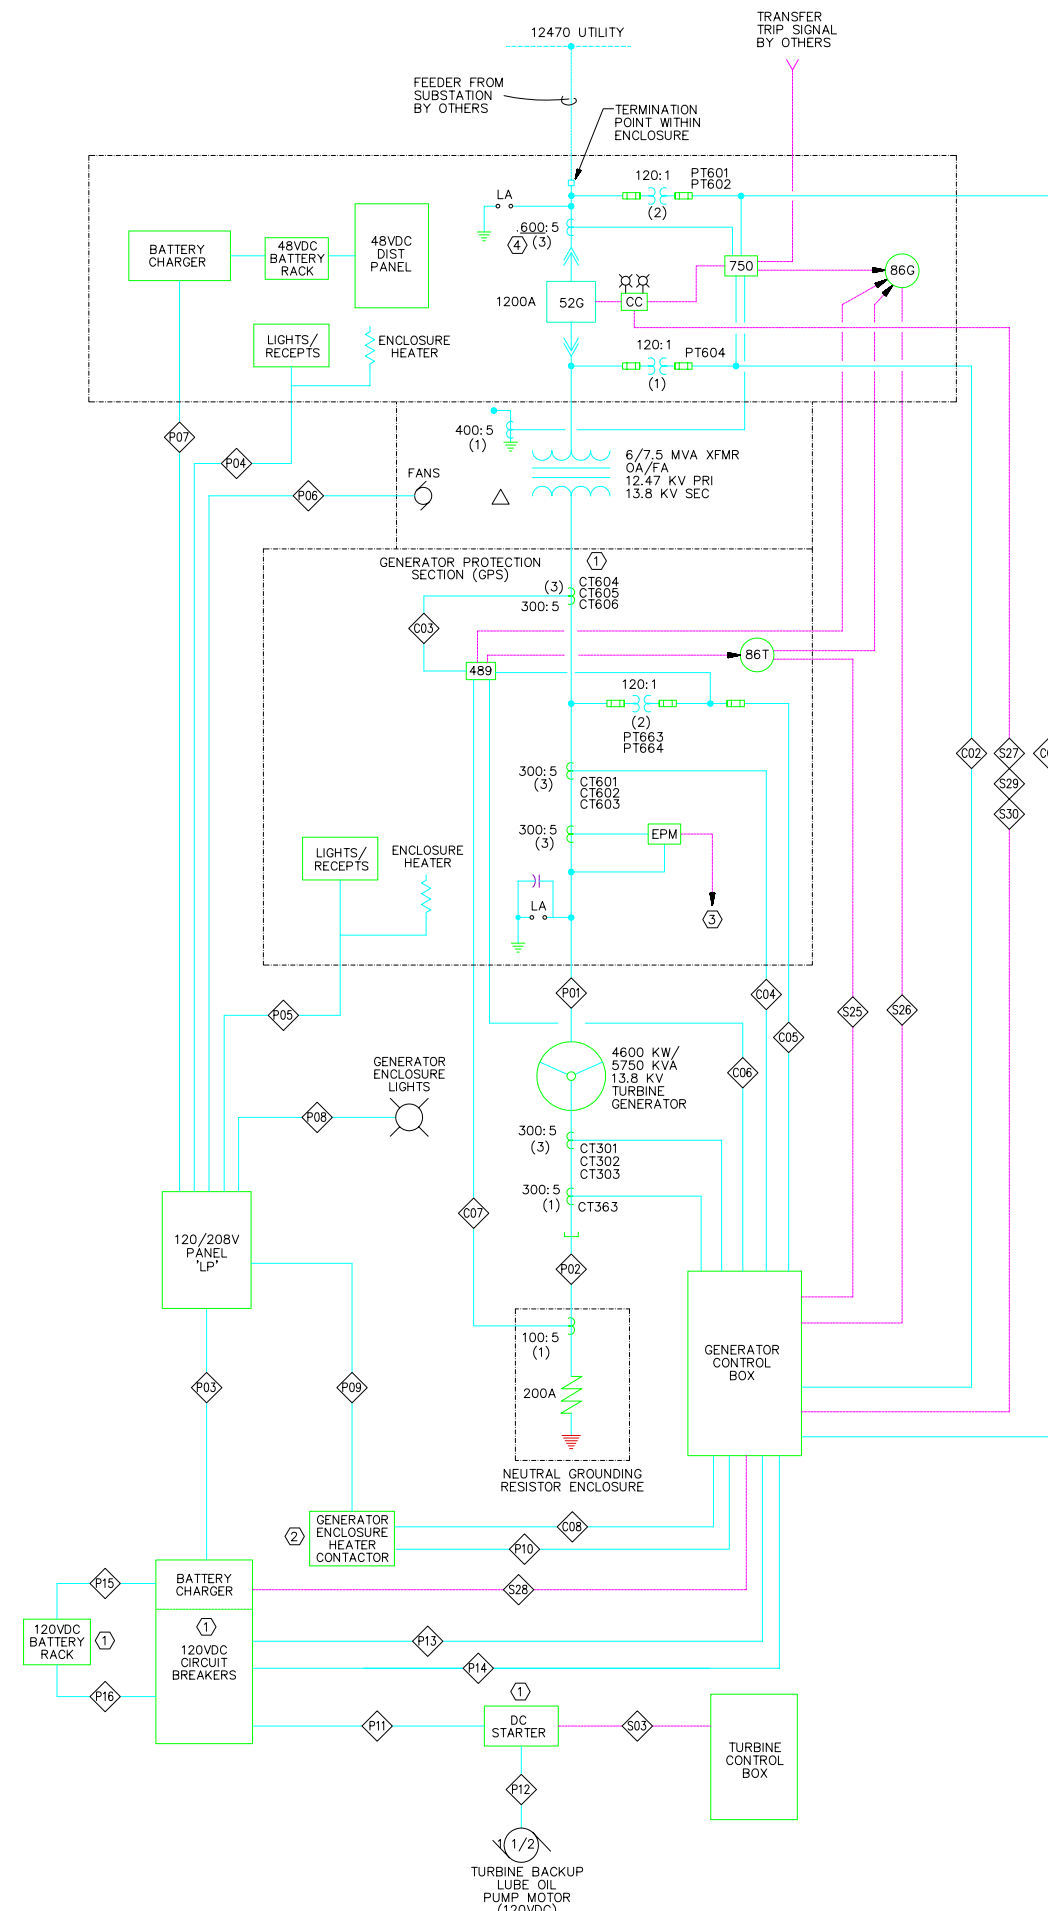 12470 UTILITY
TRANSFER
TRIP SIGNAL
BY OTHERS
FEEDER FROM
SUBSTATION
BY OTHERS
TERMINATION
POINT WITHIN
ENCLOSURE
120:1
PT601
PT602
(2)
LA
.600:5
(3)
4
BATTERY
CHARGER
48VDC
BATTERY
RACK
48VDC
DIST
PANEL
750
86G
1200A
52G
CC
LIGHTS/
RECEPTS
ENCLOSURE
HEATER
120:1
PT604
(1)
P07
400:5
(1)
P04
6/7.5 MVA XFMR
OA/FA
12.47 KV PRI
13.8 KV SEC
FANS
P06
GENERATOR PROTECTION
SECTION (GPS)
1
(3)
300:5
CT604
CT605
CT606
C03
489
86T
120:1
(2)
PT663
PT664
C02
S27
S29
S30
300:5
(3)
CT601
CT602
CT603
300:5
(3)
EPM
LIGHTS/
RECEPTS
ENCLOSURE
HEATER
LA
3
P01
C04
P05
S25
S26
C05
GENERATOR
ENCLOSURE
LIGHTS
4600 KW/
5750 KVA
13.8 KV
TURBINE
GENERATOR
C06
P08
300:5
(3)
CT301
CT302
CT303
300:5
(1)
CT363
C07
120/208V
PANEL
'LP'
P02
100:5
(1)
GENERATOR
CONTROL
BOX
P03
P09
200A
NEUTRAL GROUNDING
RESISTOR ENCLOSURE
2
GENERATOR
ENCLOSURE
HEATER
CONTACTOR
C08
P10
BATTERY
CHARGER
P15
S28
120VDC
BATTERY
RACK
1
1
120VDC
CIRCUIT
BREAKERS
P13
P14
P16
1
P11
DC
STARTER
S03
TURBINE
CONTROL
BOX
P12
1 1/2
TURBINE BACKUP
LUBE OIL
PUMP MOTOR
(120VDC)